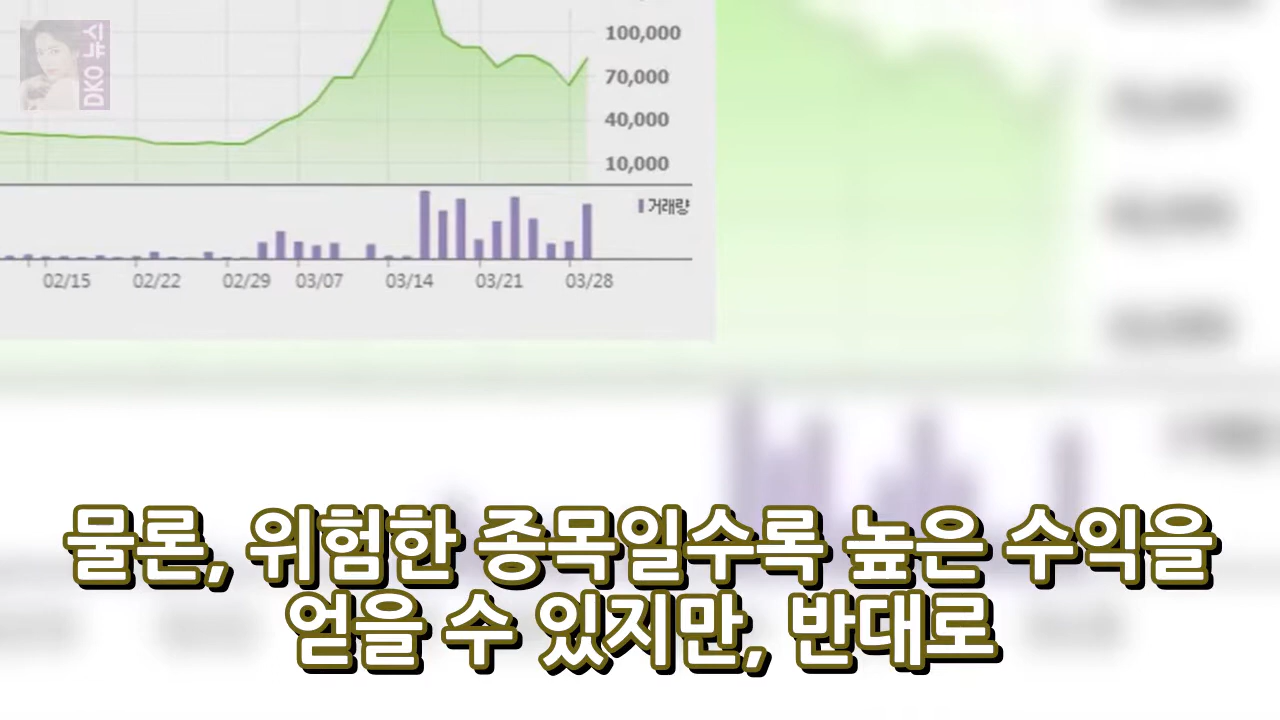 DKO 뉴스
100,000
70,000
40,000
10,000
거래량
02/15 02/22 02/29 03/07 03/14 03/21 03/28
물론, 위험한 종목일수록 높은 수익을
얻을 수 있지만, 반대로